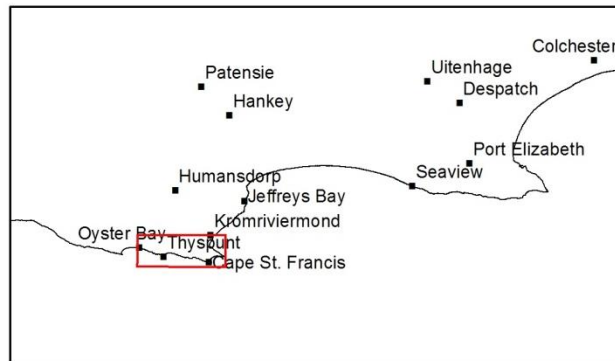 Colchester
Patensie
Uitenhage
Hankey
Despatch
Port Elizabeth
Humansdorp
Seaview
Jeffreys Bay
Kromriviermond
Oyster Bay
Thyspunt
Cape St. Francis